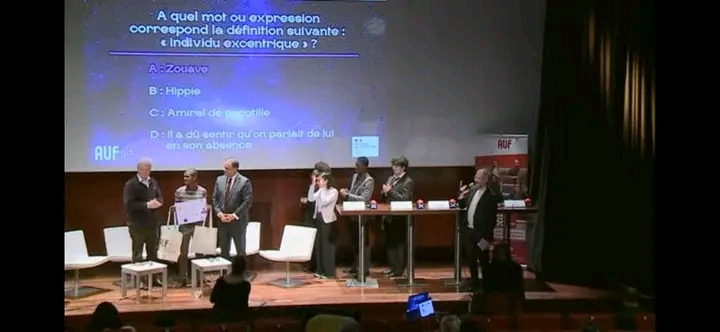 A quel mot ou expression
correspond la définition suivante :
« individu excentrique » ?
A : Zouave
B : Hippie
C : Amiral de pacotille
D : Il a dû sentir qu'on parlait de lui
en son absence
AUF
AUF